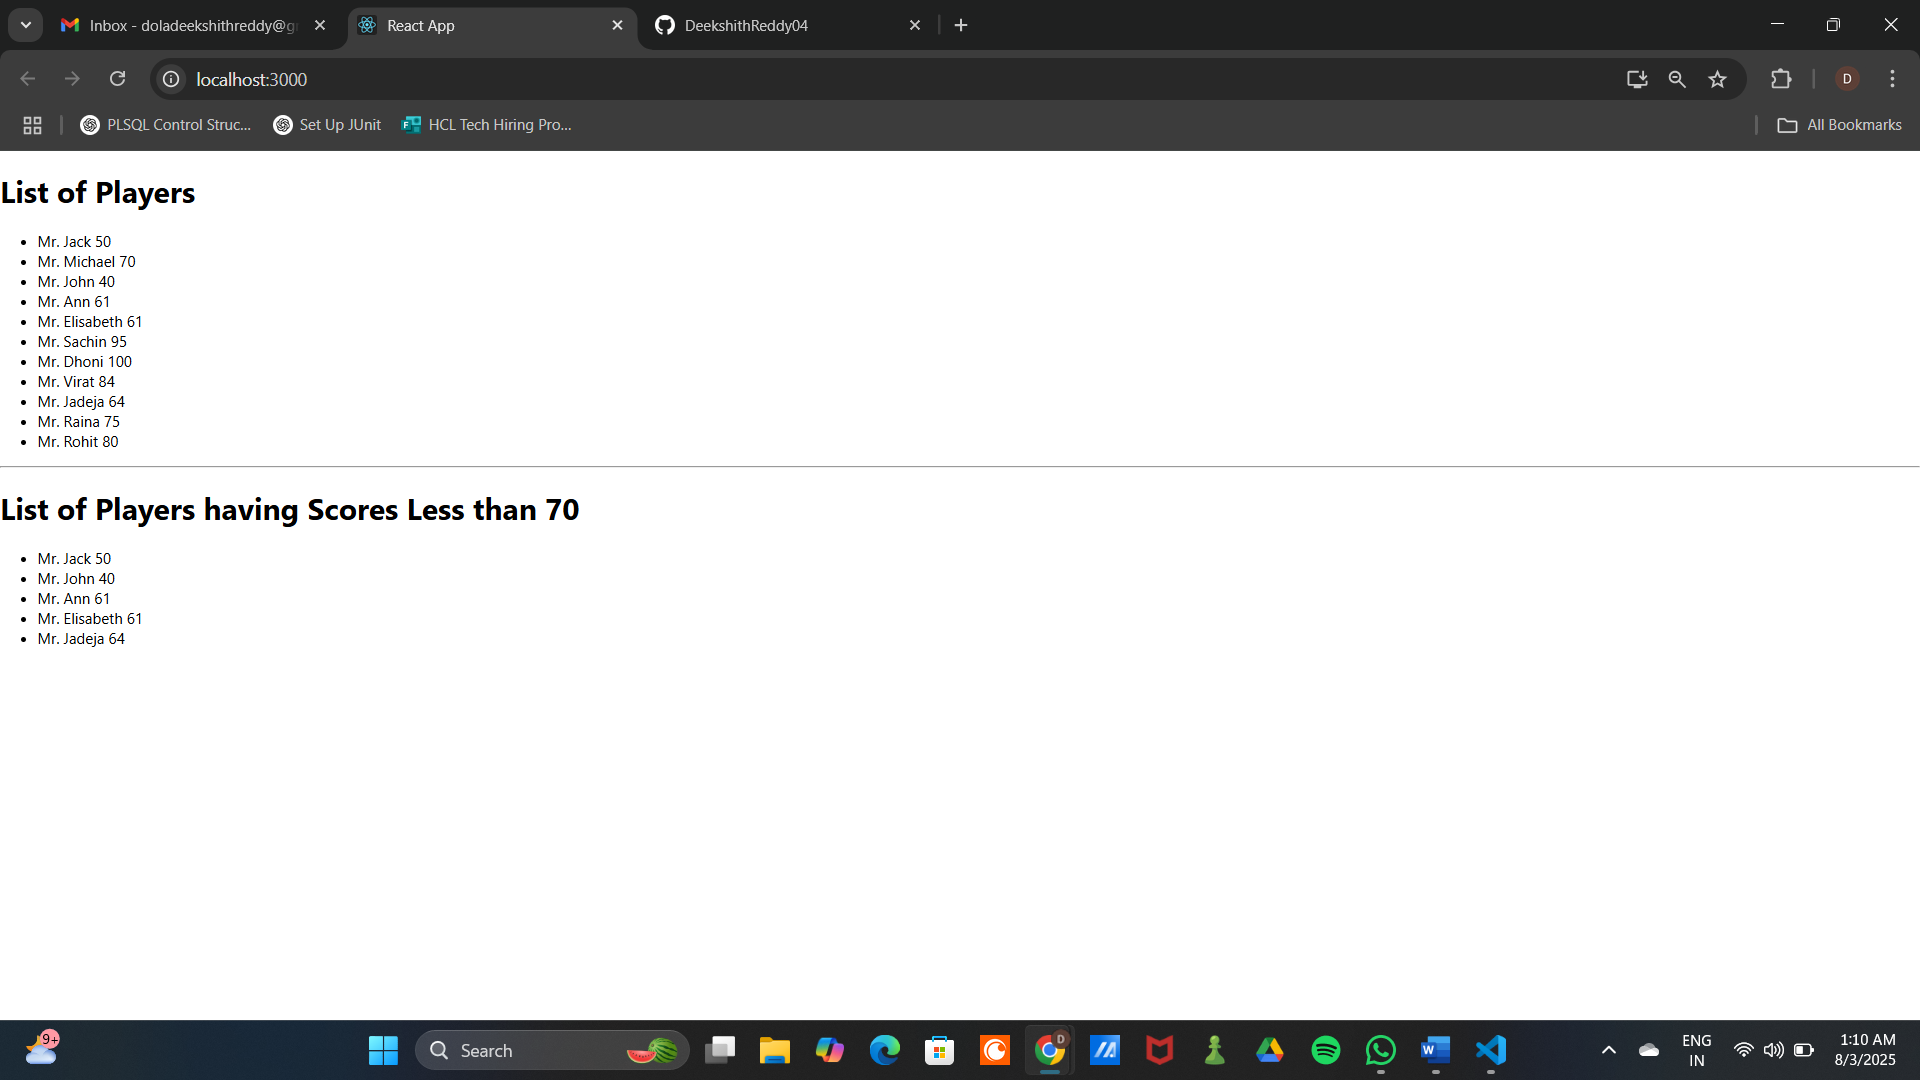 Inbox - doladeekshithreddy@g
React App
DeekshithReddy04
localhost:3000
D
PLSQL Control Struc...
Set Up JUnit
HCL Tech Hiring Pro...
All Bookmarks
List of Players
Mr. Jack 50
Mr. Michael 70
Mr. John 40
Mr. Ann 61
Mr. Elisabeth 61
Mr. Sachin 95
Mr. Dhoni 100
Mr. Virat 84
Mr. Jadeja 64
Mr. Raina 75
Mr. Rohit 80
List of Players having Scores Less than 70
Mr. Jack 50
Mr. John 40
Mr. Ann 61
Mr. Elisabeth 61
Mr. Jadeja 64
9+
Search
D
W
ENG
IN
1:10 AM
8/3/2025